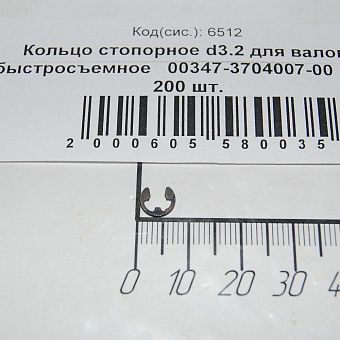 Код(сис.): 6512
Кольцо стопорное d3.2 для
быстросъемное 00347-3704007-00
200 шт.
2 000605 580035
0 10 20 30